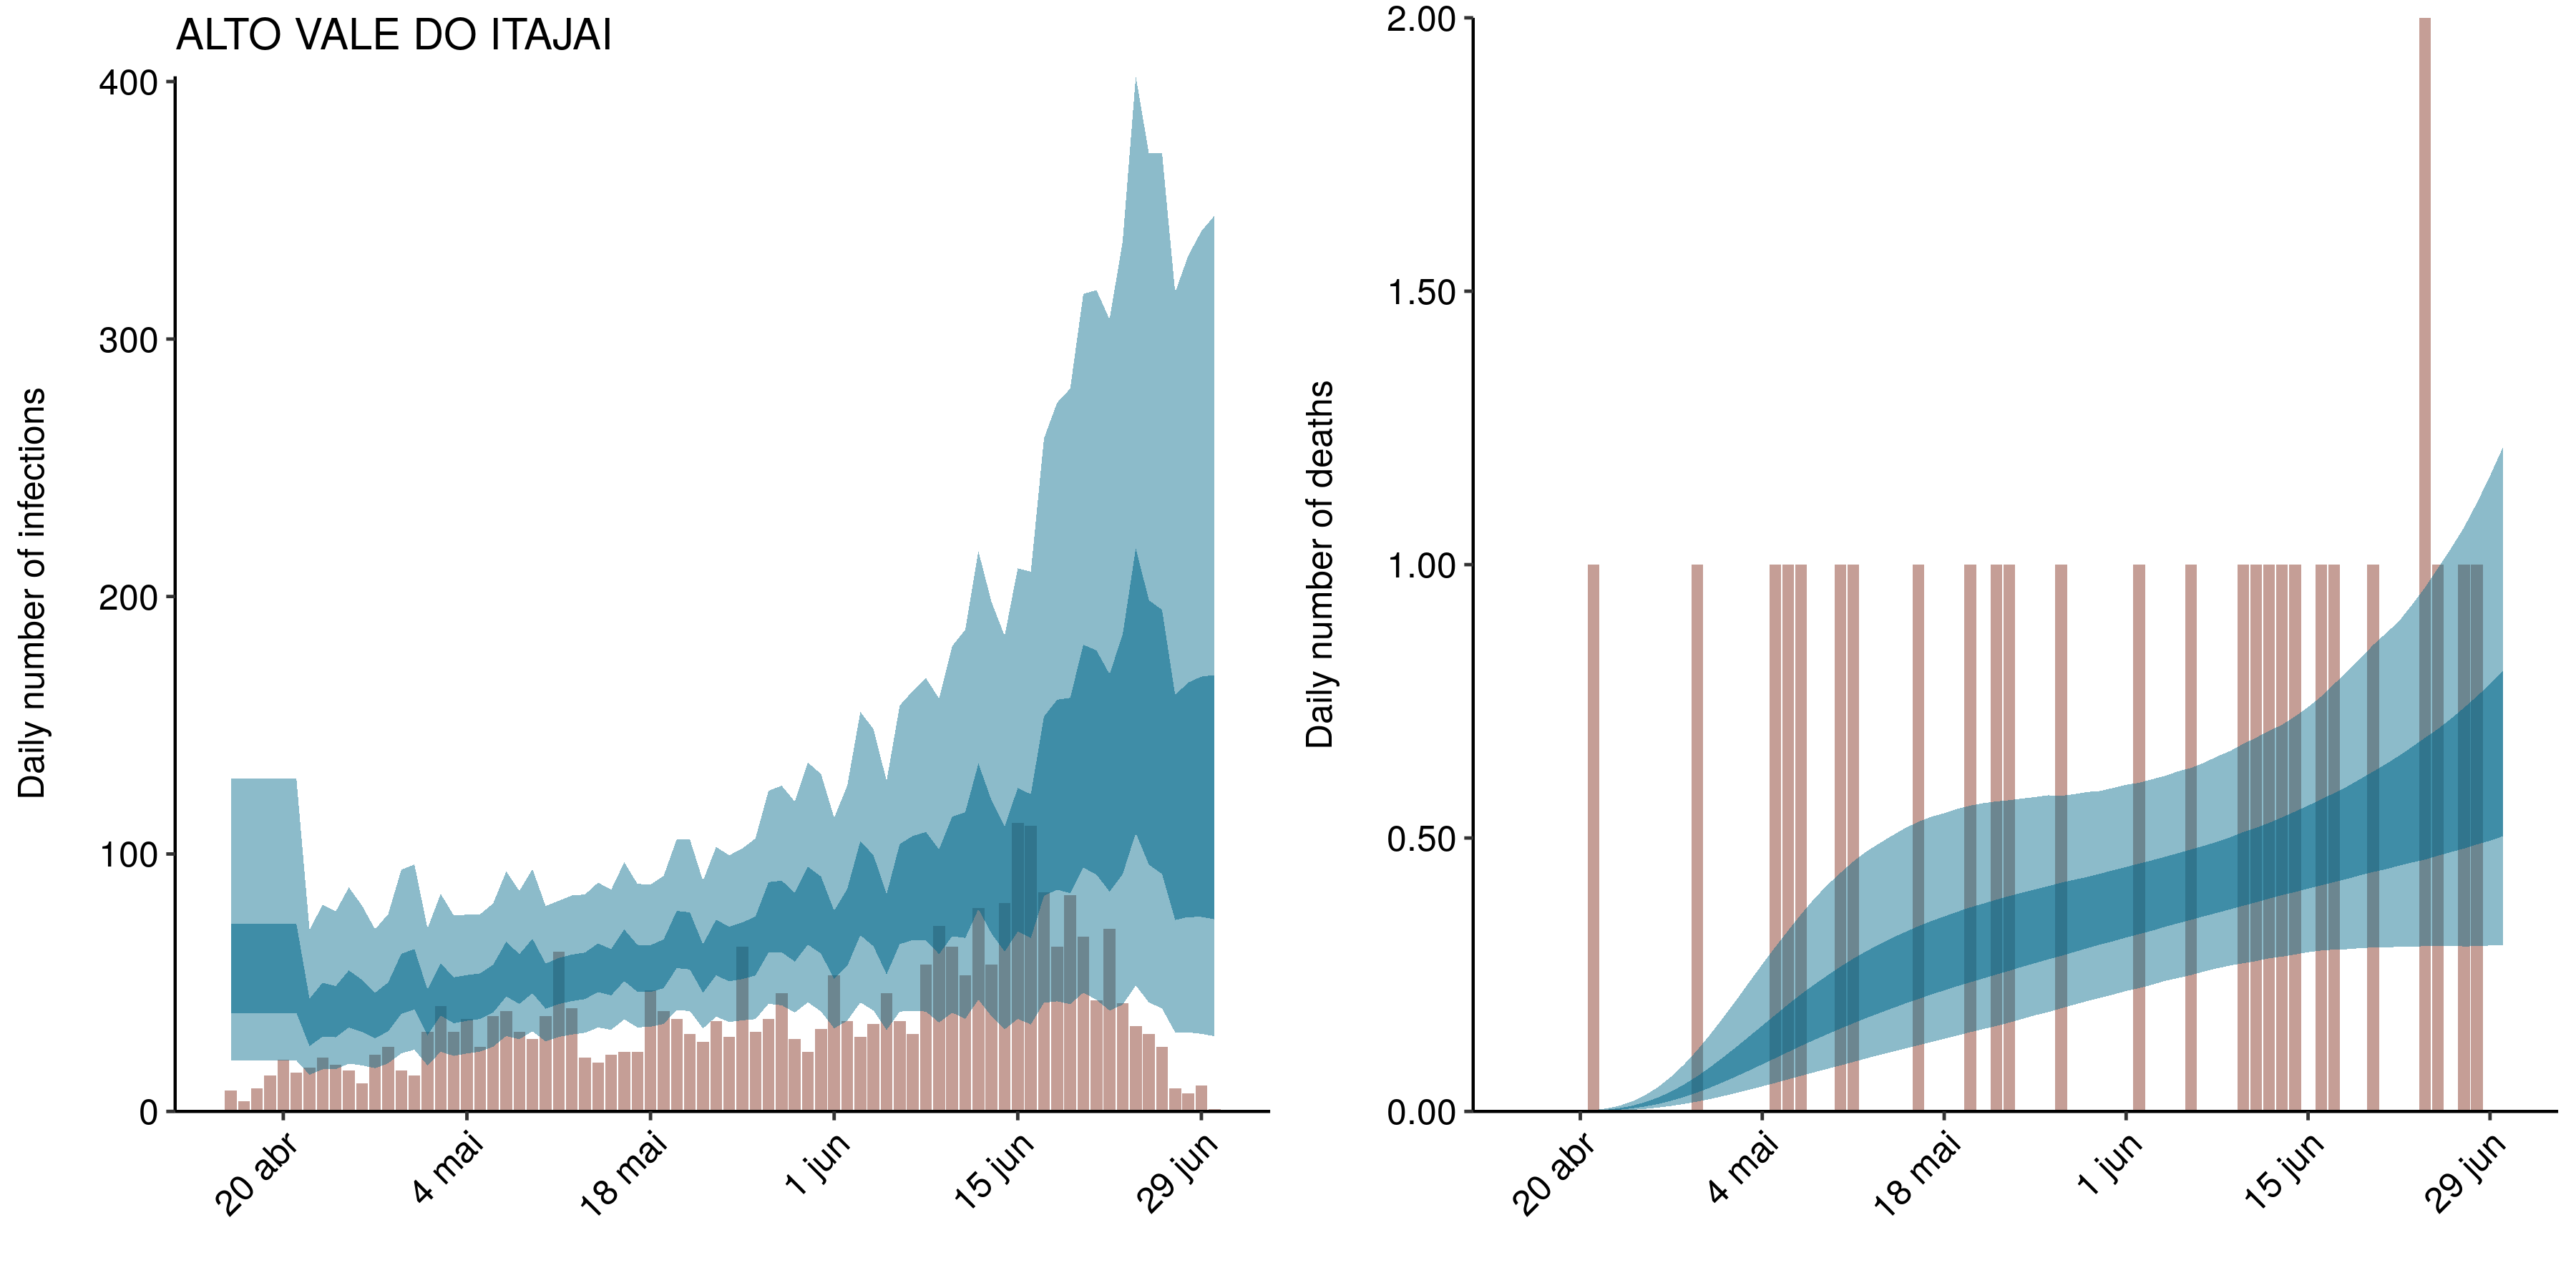 ALTO VALE DO ITAJAI
Daily number of infections
400
300
200
100
0
20 abr
4 mai
18 mai
1 jun
15 jun
29 jun
Daily number of deaths
2.00
1.50
1.00
0.50
0.00
20 abr
4 mai
18 mai
1 jun
15 jun
29 jun